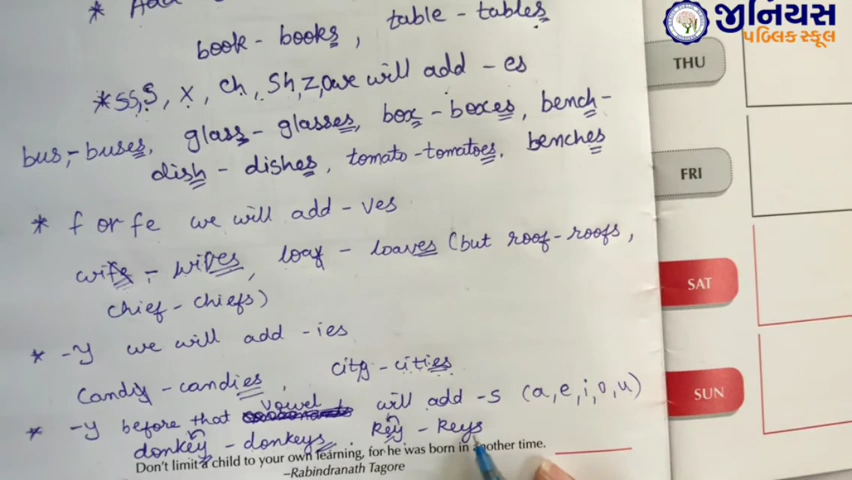 * Add
book - books, table - tables
* ss, s, x, ch, sh, z, o we will add - es
bus, - buses, glass - glasses, box - boxes, bench -
dish - dishes, tomato - tomatoes. benches
* f or fe we will add - ves
wife - wives, loaf - loaves (but roof - roofs,
chief - chiefs)
* -y we will add - ies
Candy - candies, city - cities
* -y before that vowel will add -s (a, e, i, o, u)
donkey - donkeys. Key - Keys
Don't limit a child to your own learning, for he was born in another time.
–Rabindranath Tagore
જીનિયસ
પબ્લિક સ્કૂલ
THU
FRI
SAT
SUN